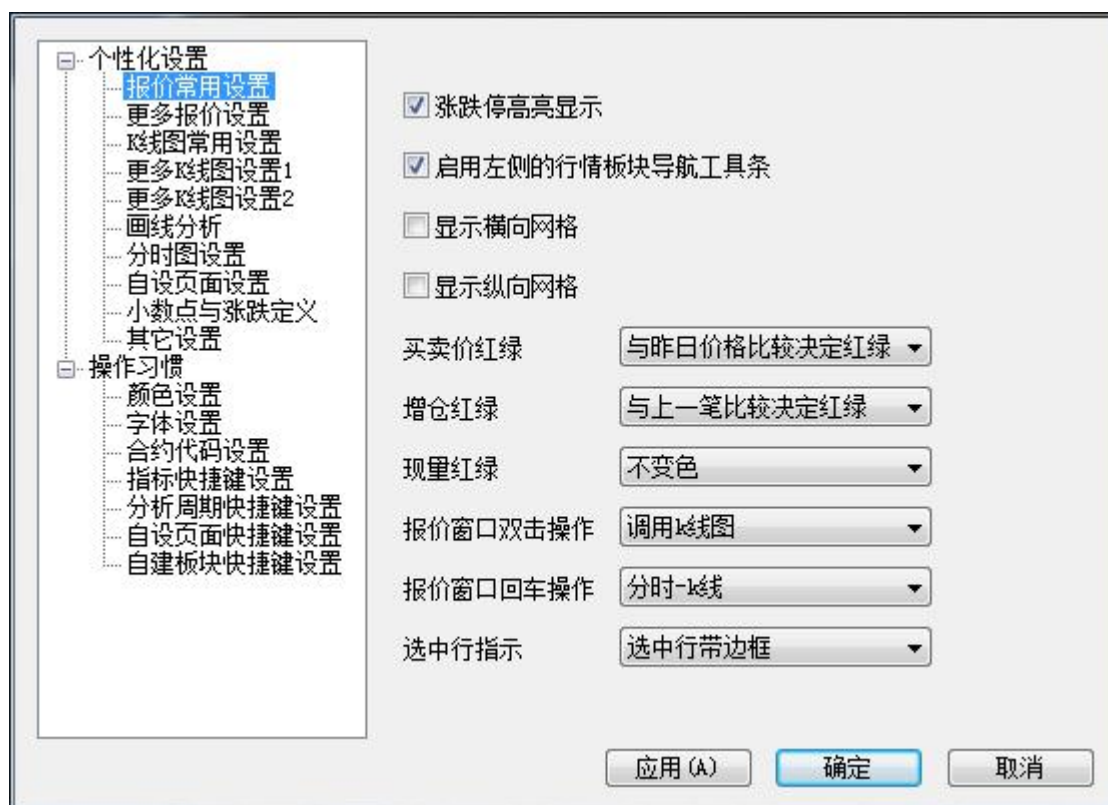 个性化设置
报价常用设置
更多报价设置
K线图常用设置
更多K线图设置1
更多K线图设置2
画线分析
分时图设置
自设页面设置
小数点与涨跌定义
其它设置
操作习惯
颜色设置
字体设置
合约代码设置
指标快捷键设置
分析周期快捷键设置
自设页面快捷键设置
自建板块快捷键设置
涨跌停高亮显示
启用左侧的行情板块导航工具条
显示横向网格
显示纵向网格
买卖价红绿 与昨日价格比较决定红绿
增仓红绿 与上一笔比较决定红绿
现量红绿 不变色
报价窗口双击操作 调用k线图
报价窗口回车操作 分时-k线
选中行指示 选中行带边框
应用(A) 确定 取消